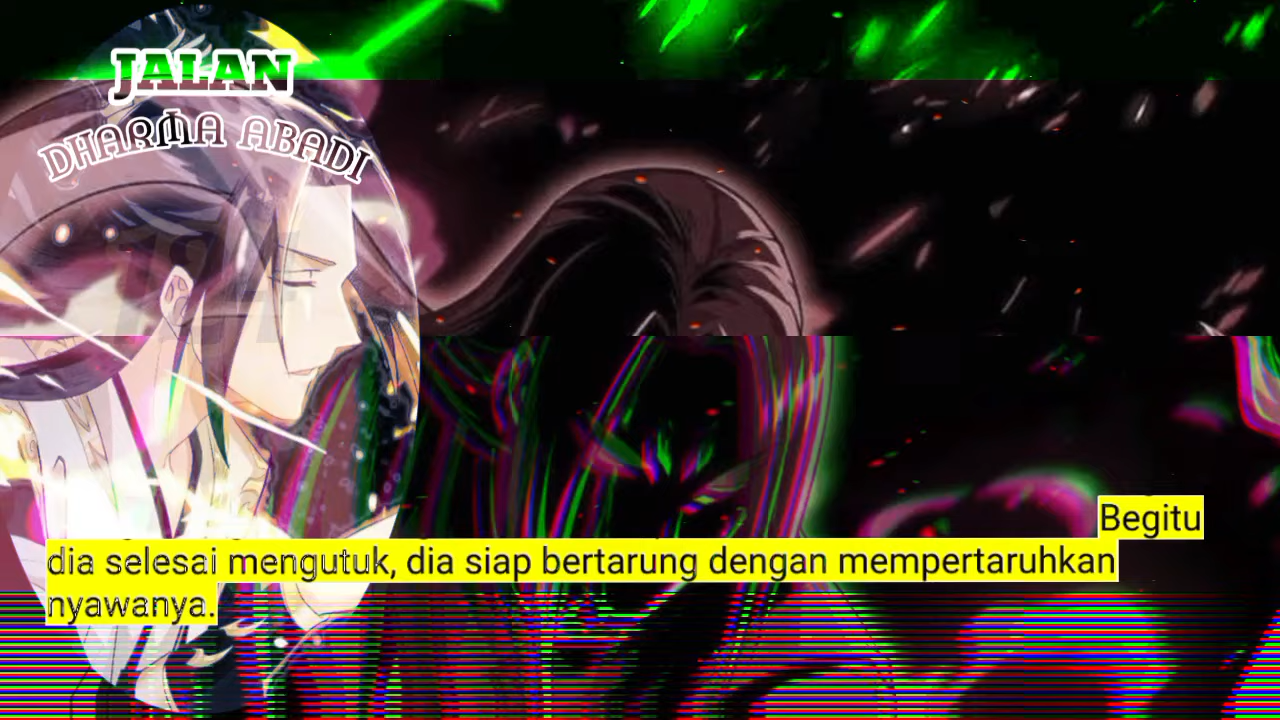 JALAN
DHARMA ABADI
Begitu
dia selesai mengutuk, dia siap bertarung dengan mempertaruhkan
nyawanya.